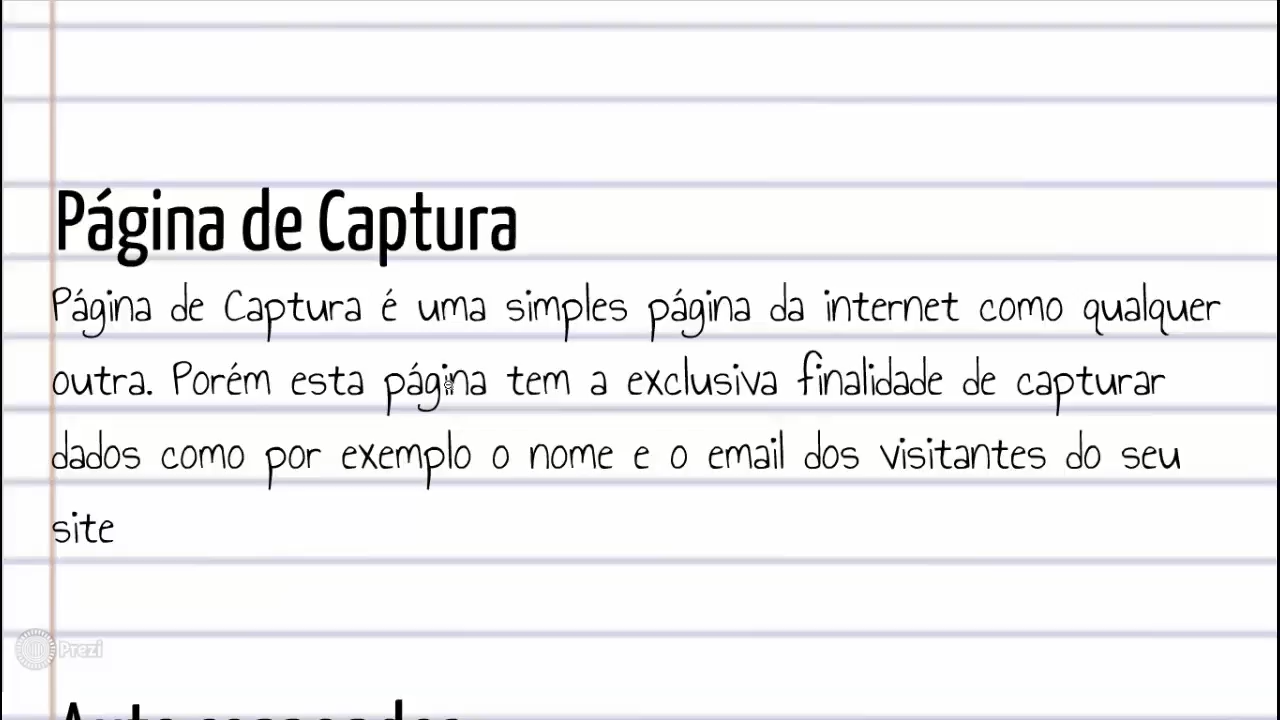 Página de Captura
Página de Captura é uma simples página da internet como qualquer
outra. Porém esta página tem a exclusiva finalidade de capturar
dados como por exemplo o nome e o email dos visitantes do seu
site
Prezi